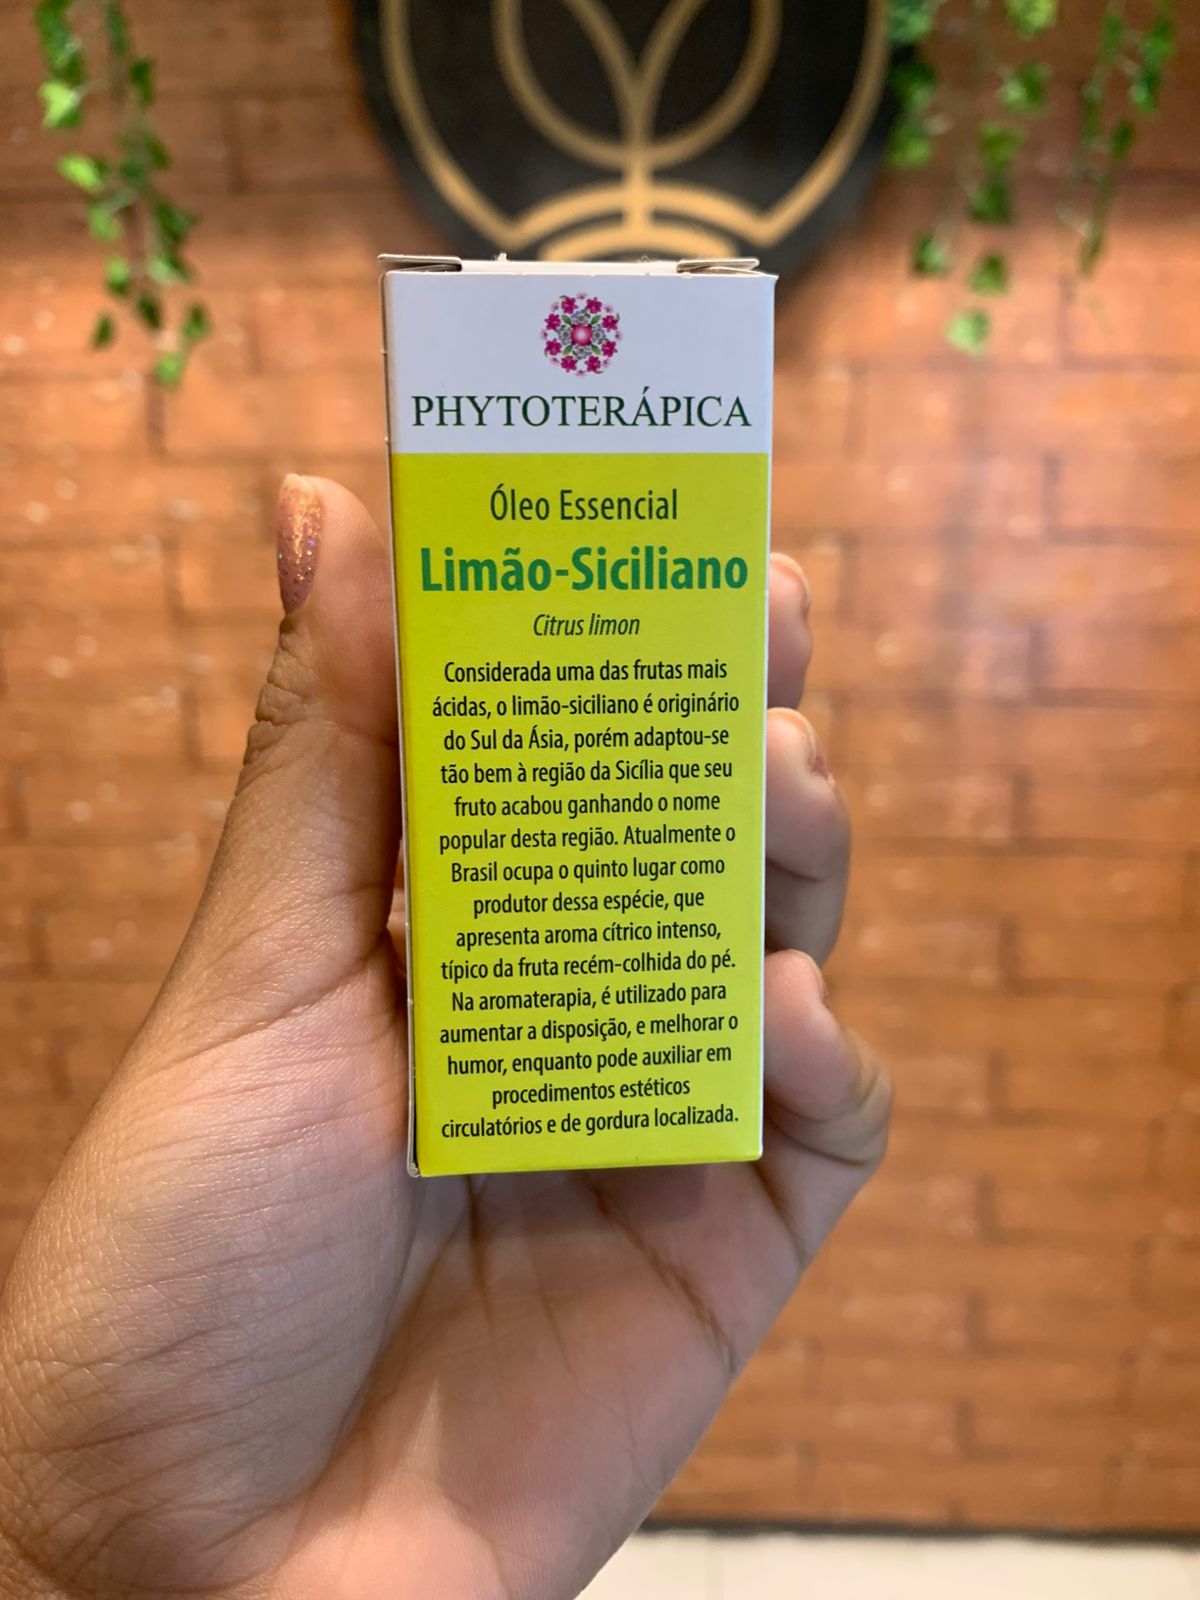 PHYTOTERÁPICA
Óleo Essencial
Limão-Siciliano
Citrus limon
Considerada uma das frutas mais
ácidas, o limão-siciliano é originário
do Sul da Ásia, porém adaptou-se
tão bem à região da Sicília que seu
fruto acabou ganhando o nome
popular desta região. Atualmente o
Brasil ocupa o quinto lugar como
produtor dessa espécie, que
apresenta aroma cítrico intenso,
típico da fruta recém-colhida do pé.
Na aromaterapia, é utilizado para
aumentar a disposição, e melhorar o
humor, enquanto pode auxiliar em
procedimentos estéticos
circulatórios e de gordura localizada.